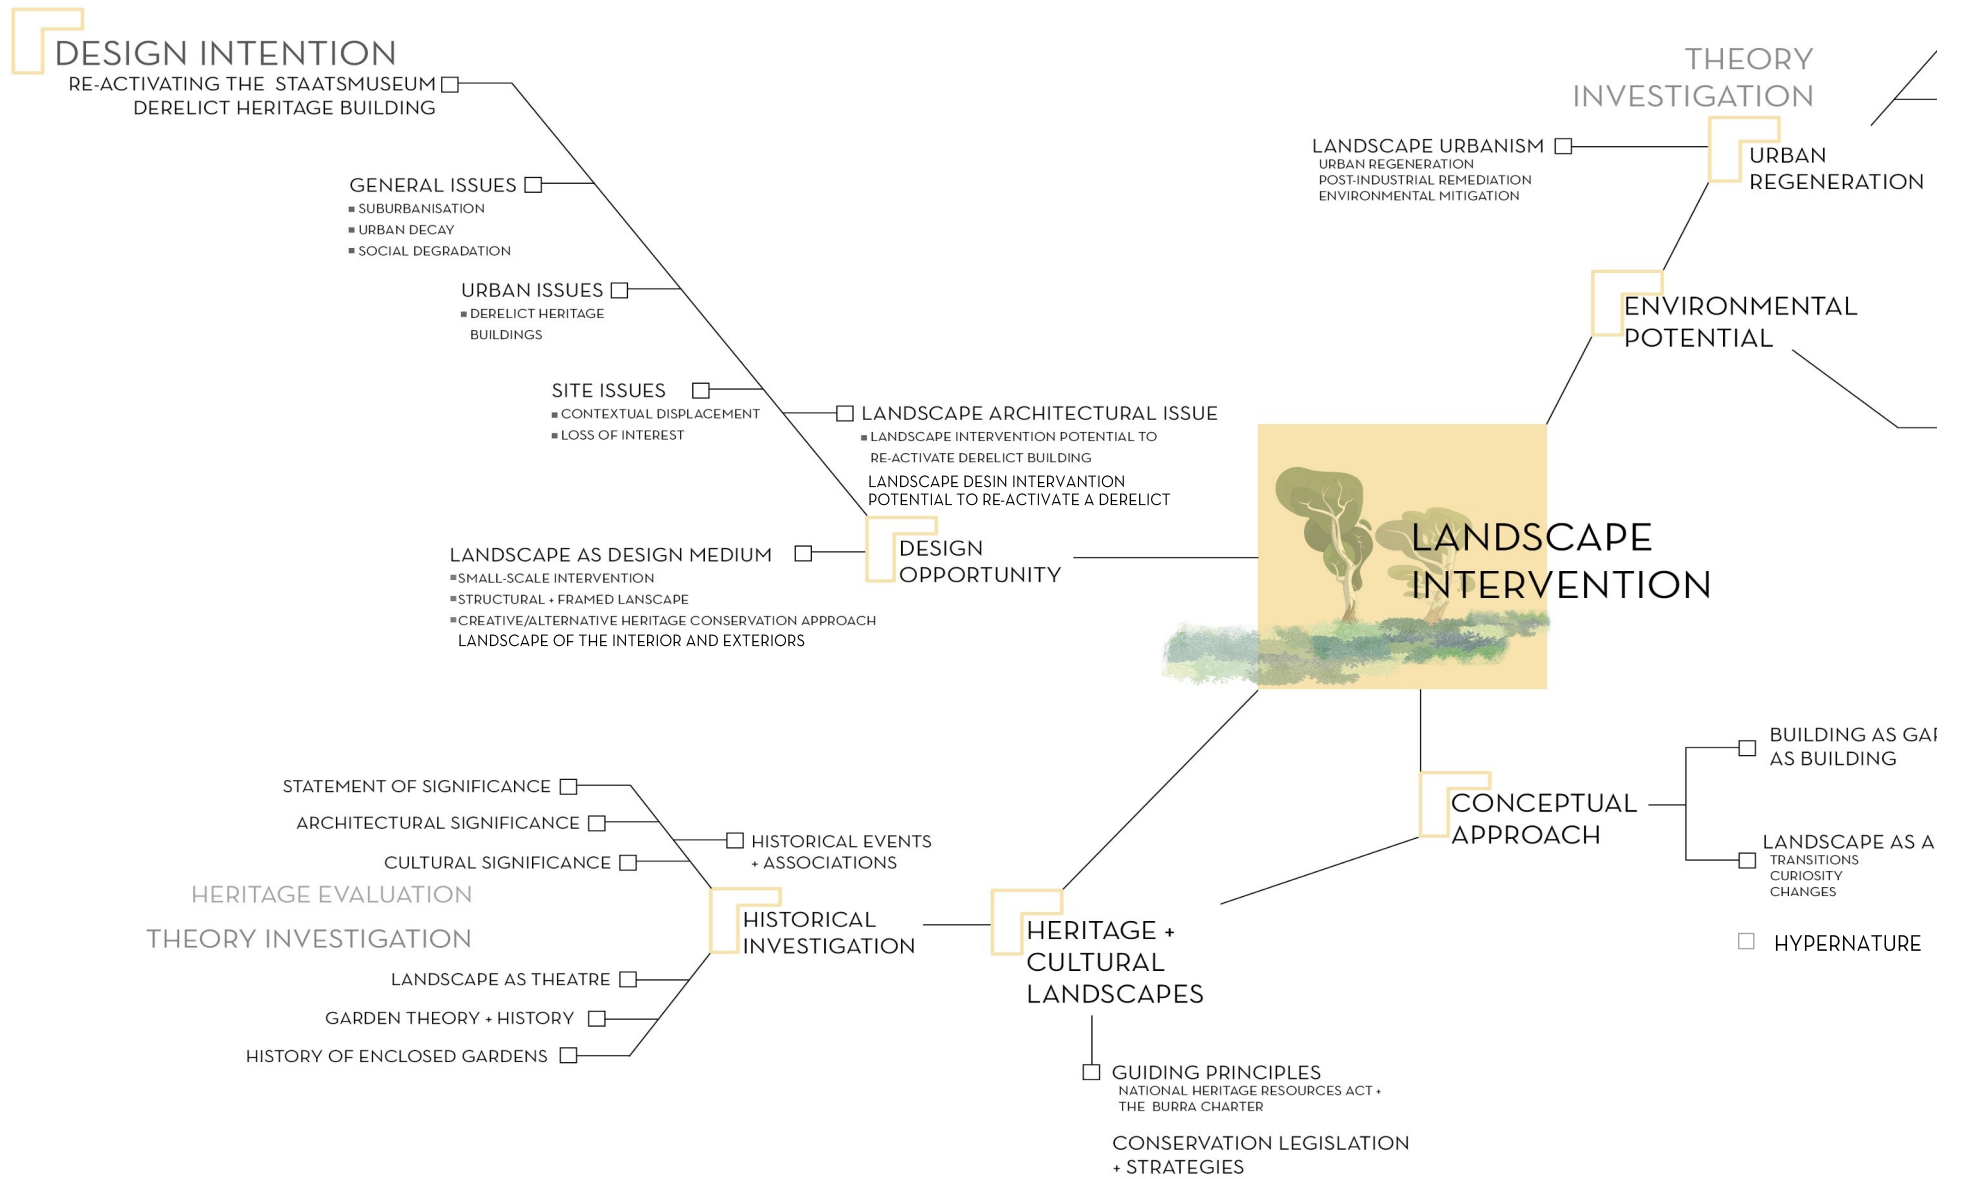 DESIGN INTENTION
RE-ACTIVATING THE STAATSMUSEUM
DERELICT HERITAGE BUILDING
GENERAL ISSUES
SUBURBANISATION
URBAN DECAY
SOCIAL DEGRADATION
URBAN ISSUES
DERELICT HERITAGE
BUILDINGS
SITE ISSUES
CONTEXTUAL DISPLACEMENT
LOSS OF INTEREST
LANDSCAPE ARCHITECTURAL ISSUE
LANDSCAPE INTERVENTION POTENTIAL TO
RE-ACTIVATE DERELICT BUILDING
LANDSCAPE DESIN INTERVANTION
POTENTIAL TO RE-ACTIVATE A DERELICT
DESIGN
OPPORTUNITY
LANDSCAPE AS DESIGN MEDIUM
SMALL-SCALE INTERVENTION
STRUCTURAL + FRAMED LANSCAPE
CREATIVE/ALTERNATIVE HERITAGE CONSERVATION APPROACH
LANDSCAPE OF THE INTERIOR AND EXTERIORS
THEORY
INVESTIGATION
URBAN
REGENERATION
LANDSCAPE URBANISM
URBAN REGENERATION
POST-INDUSTRIAL REMEDIATION
ENVIRONMENTAL MITIGATION
ENVIRONMENTAL
POTENTIAL
LANDSCAPE
INTERVENTION
STATEMENT OF SIGNIFICANCE
ARCHITECTURAL SIGNIFICANCE
CULTURAL SIGNIFICANCE
HISTORICAL EVENTS
+ ASSOCIATIONS
HERITAGE EVALUATION
THEORY INVESTIGATION
HISTORICAL
INVESTIGATION
LANDSCAPE AS THEATRE
GARDEN THEORY + HISTORY
HISTORY OF ENCLOSED GARDENS
HERITAGE +
CULTURAL
LANDSCAPES
GUIDING PRINCIPLES
NATIONAL HERITAGE RESOURCES ACT +
THE BURRA CHARTER
CONSERVATION LEGISLATION
+ STRATEGIES
CONCEPTUAL
APPROACH
BUILDING AS
AS BUILDING
LANDSCAPE AS A
TRANSITIONS
CURIOSITY
CHANGES
HYPERNATURE